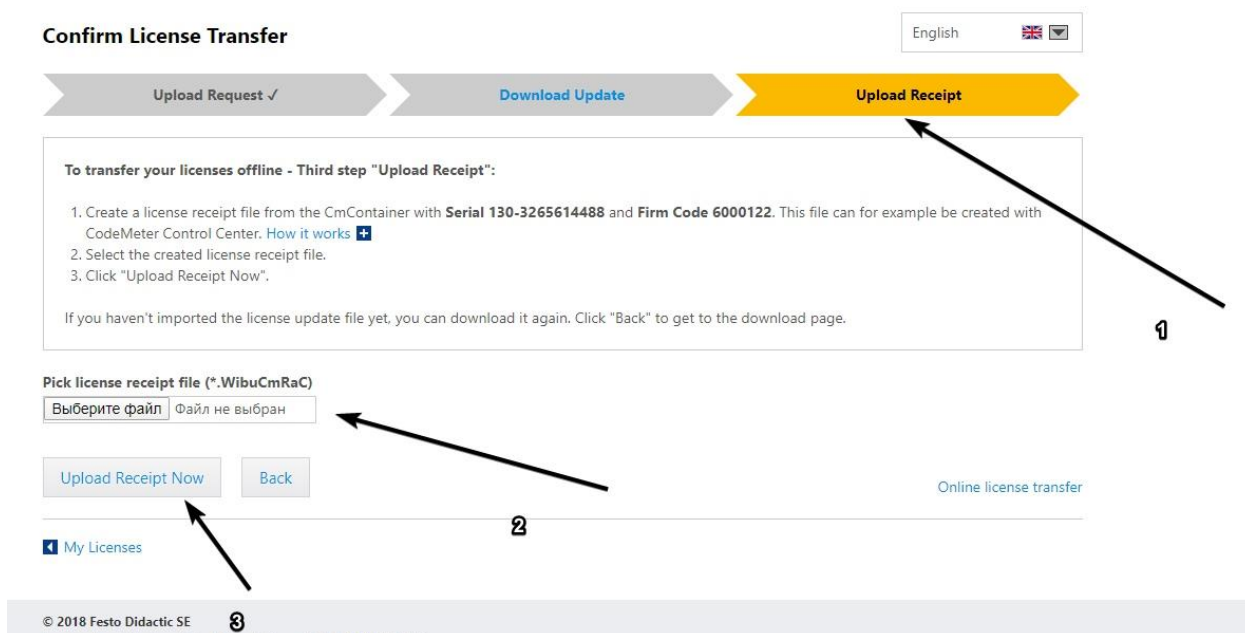 Confirm License Transfer
English
Upload Request ✓
Download Update
Upload Receipt
To transfer your licenses offline - Third step "Upload Receipt":
1. Create a license receipt file from the CmContainer with Serial 130-3265614488 and Firm Code 6000122. This file can for example be created with
CodeMeter Control Center. How it works +
2. Select the created license receipt file.
3. Click "Upload Receipt Now".
If you haven't imported the license update file yet, you can download it again. Click "Back" to get to the download page.
1
Pick license receipt file (*.WibuCmRaC)
Выберите файл Файл не выбран
Upload Receipt Now
Back
Online license transfer
2
My Licenses
© 2018 Festo Didactic SE
3